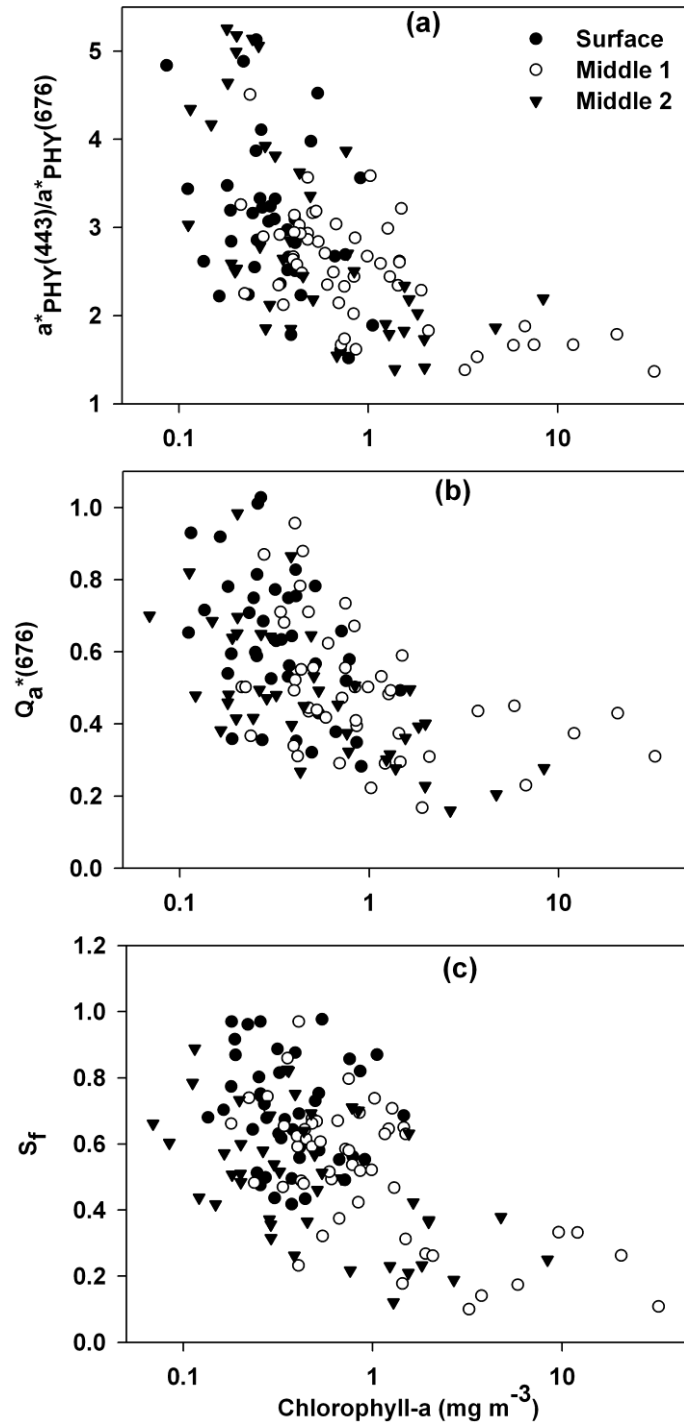 (a)
Surface
Middle 1
Middle 2
a*PHY(443)/a*PHY(676)
5
4
3
2
1
0.1 1 10
(b)
Qa*(676)
1.0
0.8
0.6
0.4
0.2
0.0
0.1 1 10
(c)
Sf
1.2
1.0
0.8
0.6
0.4
0.2
0.0
0.1 1 10
Chlorophyll-a (mg m⁻³)